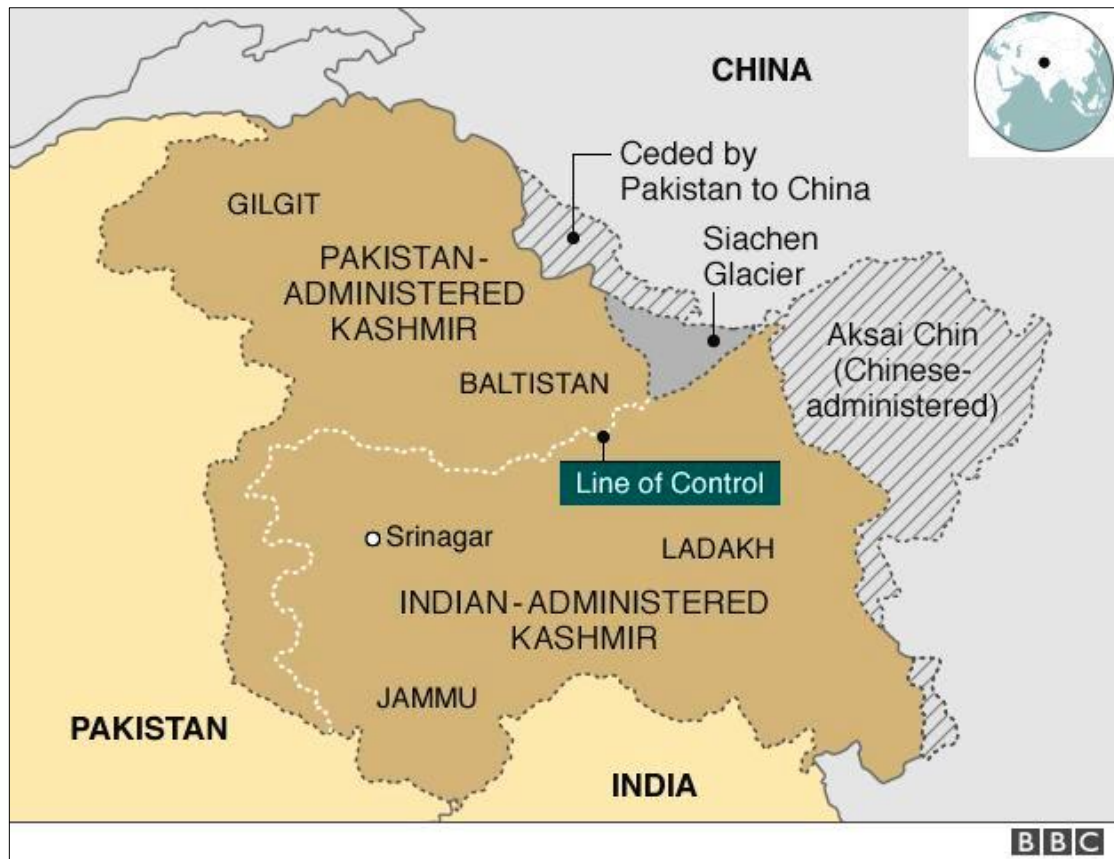 CHINA
Ceded by
Pakistan to China
Siachen
Glacier
GILGIT
PAKISTAN-
ADMINISTERED
KASHMIR
Aksai Chin
(Chinese-
administered)
BALTISTAN
Line of Control
Srinagar
LADAKH
INDIAN-ADMINISTERED
KASHMIR
JAMMU
PAKISTAN
INDIA
BBC